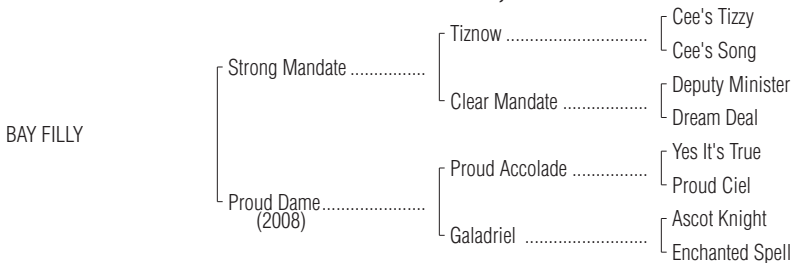 Cee's Tizzy
Tiznow ................................
Cee's Song
Strong Mandate ................
Deputy Minister
Clear Mandate ...................
Dream Deal
BAY FILLY
Yes It's True
Proud Accolade .................
Proud Ciel
Proud Dame......................
(2008)
Ascot Knight
Galadriel ............................
Enchanted Spell